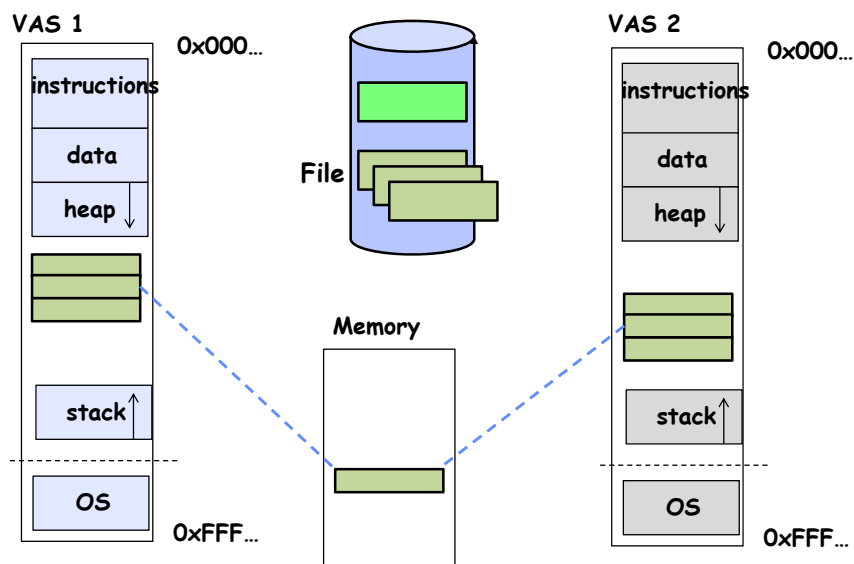 VAS 1
0x000…
instructions
data
heap
stack
OS
0xFFF…
File
Memory
VAS 2
0x000…
instructions
data
heap
stack
OS
0xFFF…